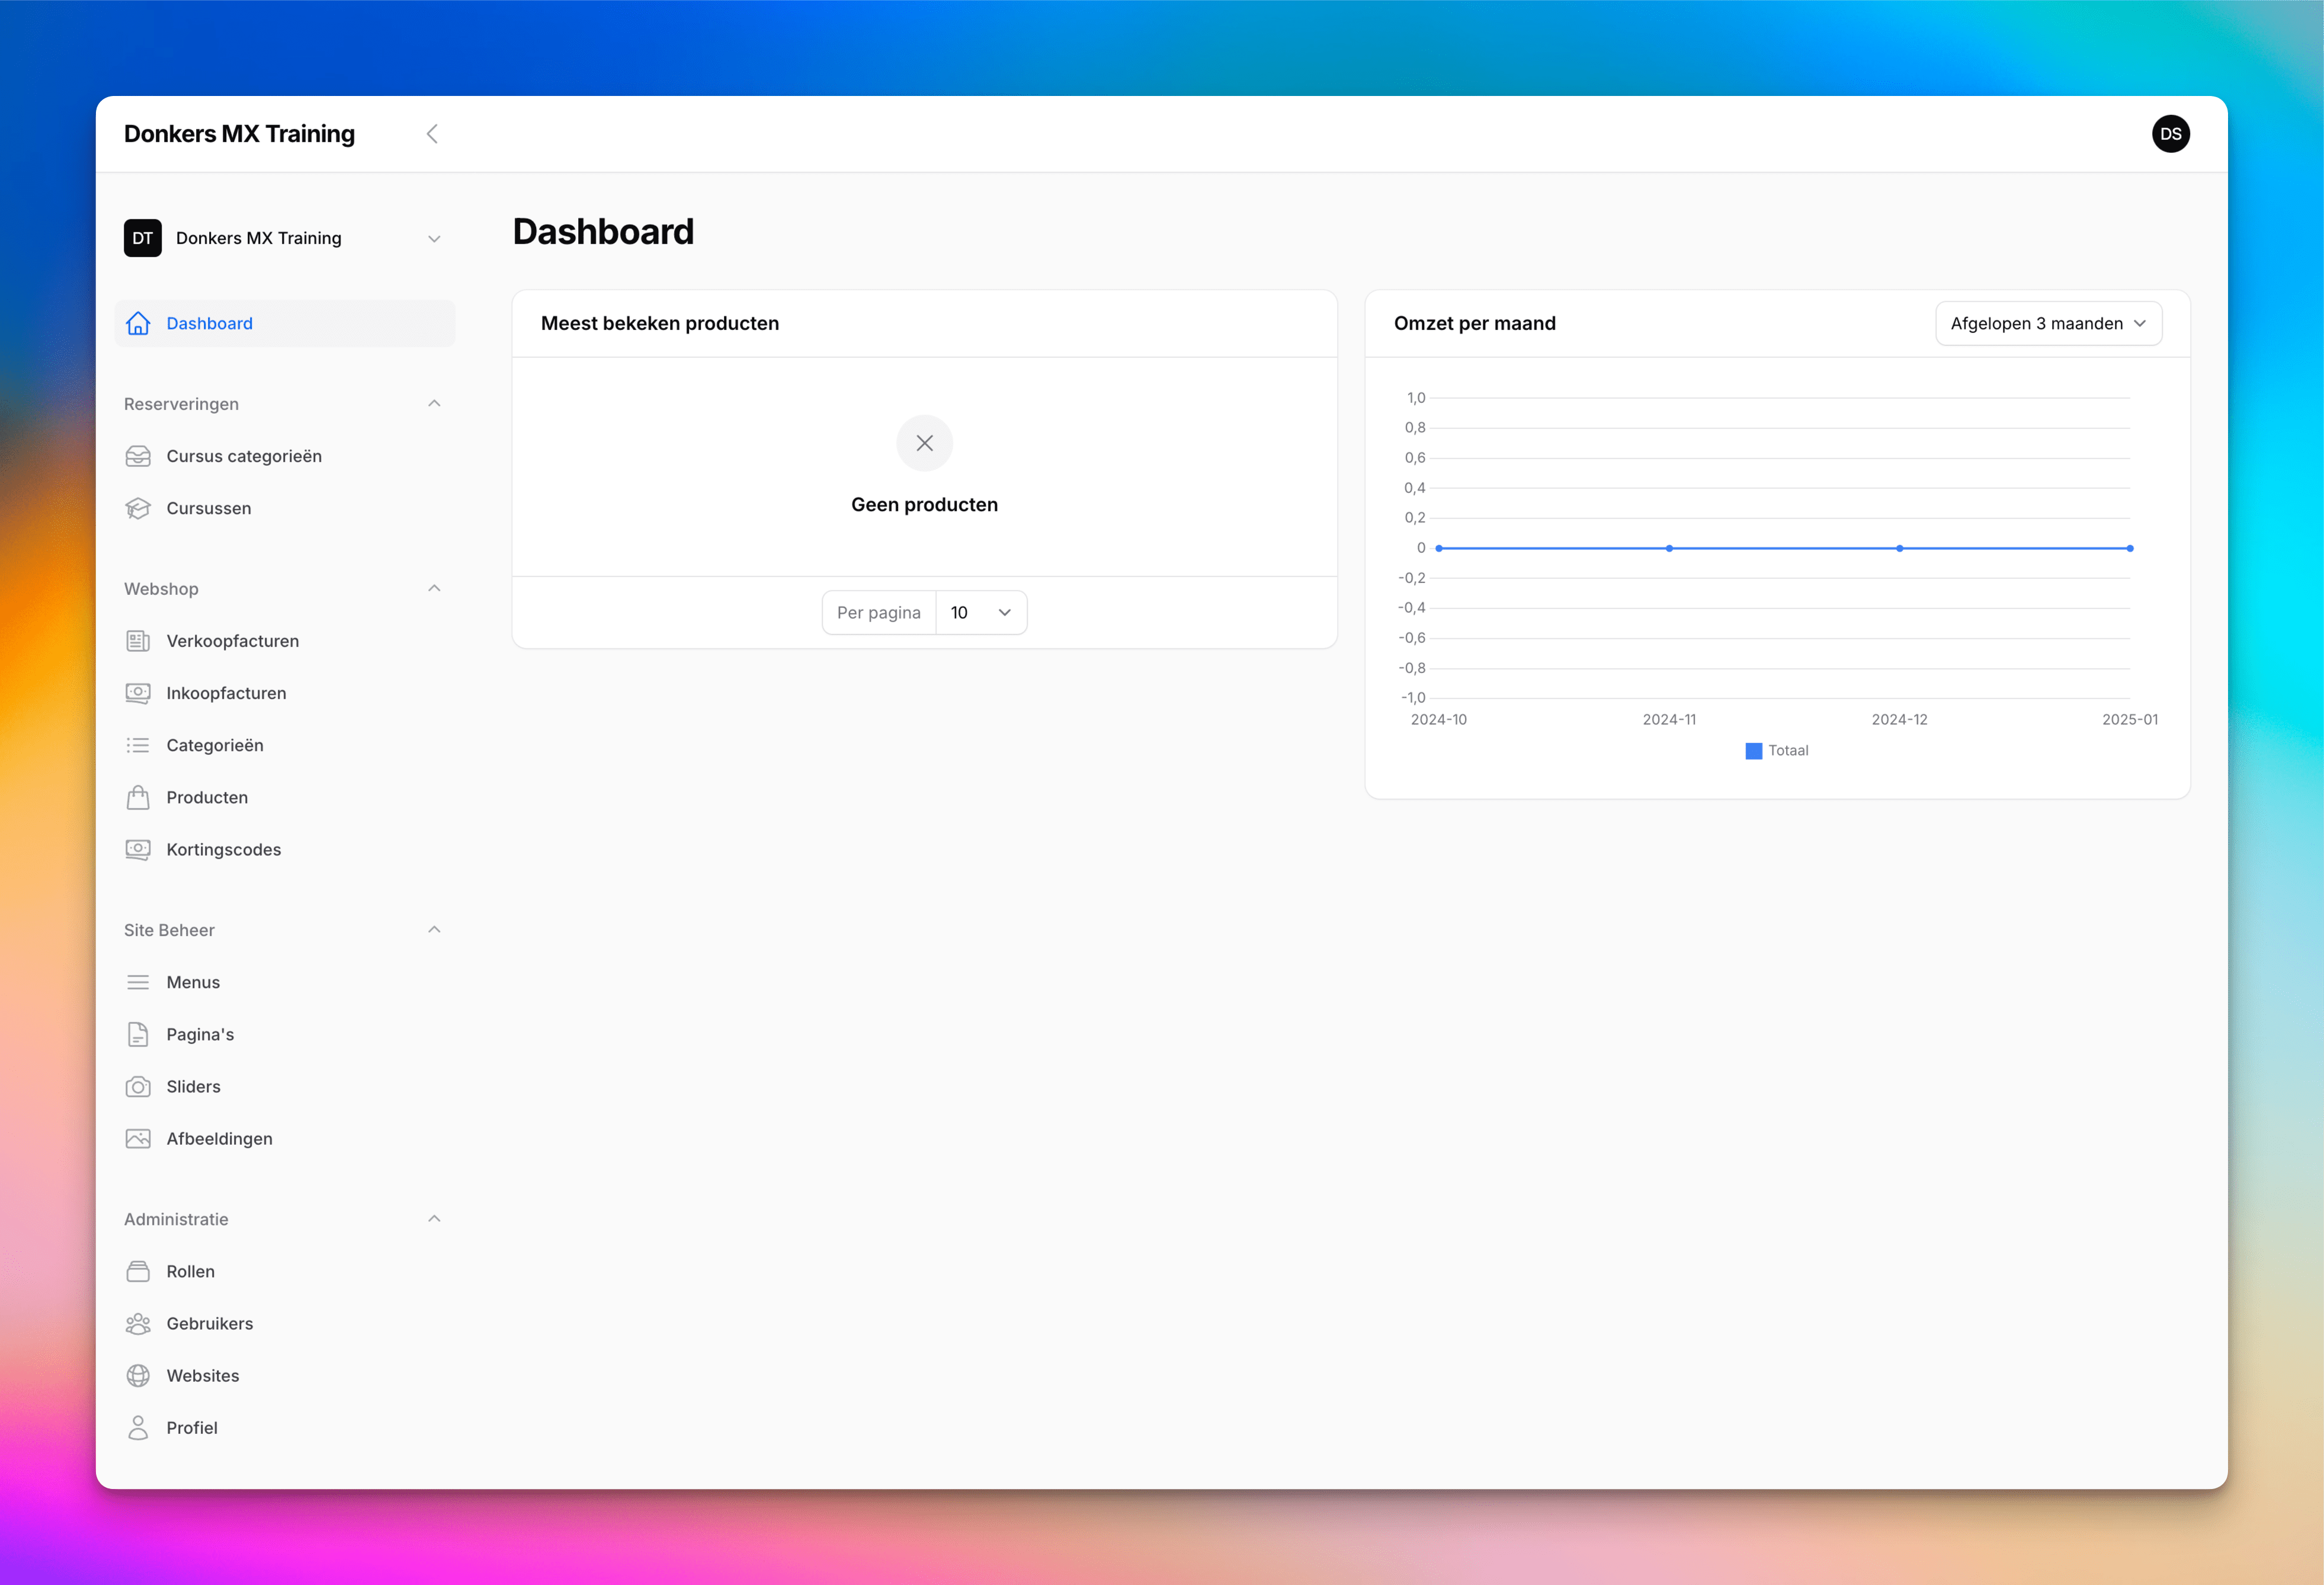 Donkers MX Training
DS
DT
Donkers MX Training
Dashboard
Reserveringen
Cursus categorieën
Cursussen
Webshop
Verkoopfacturen
Inkoopfacturen
Categorieën
Producten
Kortingscodes
Site Beheer
Menus
Pagina's
Sliders
Afbeeldingen
Administratie
Rollen
Gebruikers
Websites
Profiel
Dashboard
Meest bekeken producten
Geen producten
Per pagina 10
Omzet per maand
Afgelopen 3 maanden
1,0
0,8
0,6
0,4
0,2
0
-0,2
-0,4
-0,6
-0,8
-1,0
2024-10 2024-11 2024-12 2025-01
Totaal